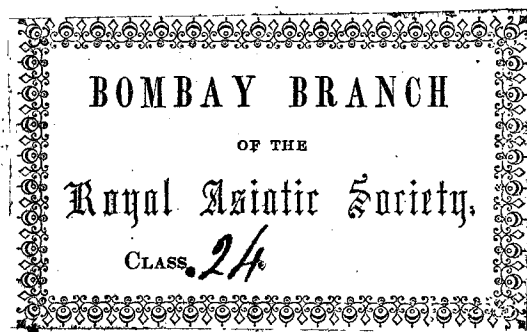 BOMBAY BRANCH
OF THE
Royal Asiatic Society.
CLASS. 24